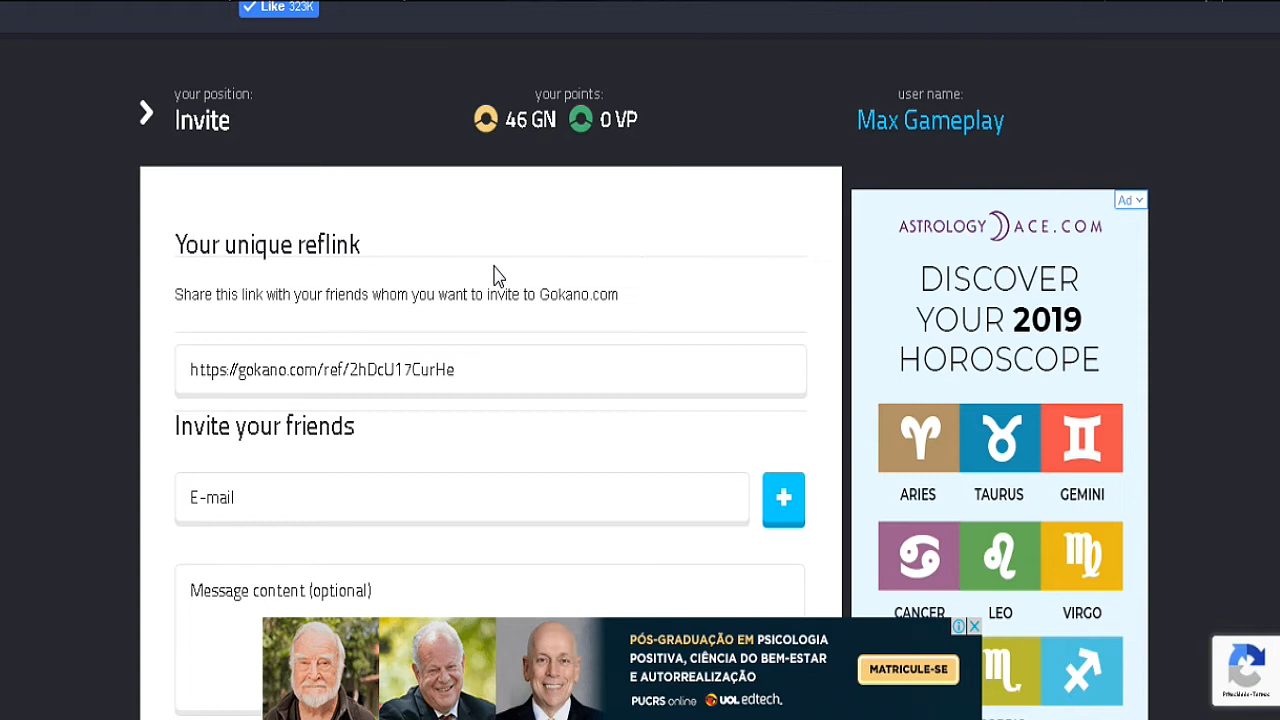 Like 323K
your position:
Invite
your points:
46 GN 0 VP
user name:
Max Gameplay
Your unique reflink
Share this link with your friends whom you want to invite to Gokano.com
https://gokano.com/ref/2hDcU17CurHe
Invite your friends
E-mail
+
Message content (optional)
Ad
ASTROLOGY ACE.COM
DISCOVER
YOUR 2019
HOROSCOPE
ARIES TAURUS GEMINI
CANCER LEO VIRGO
PÓS-GRADUAÇÃO EM PSICOLOGIA
POSITIVA, CIÊNCIA DO BEM-ESTAR
E AUTORREALIZAÇÃO
MATRICULE-SE
PUCRS online UOL edtech.
Privacidade - Termos